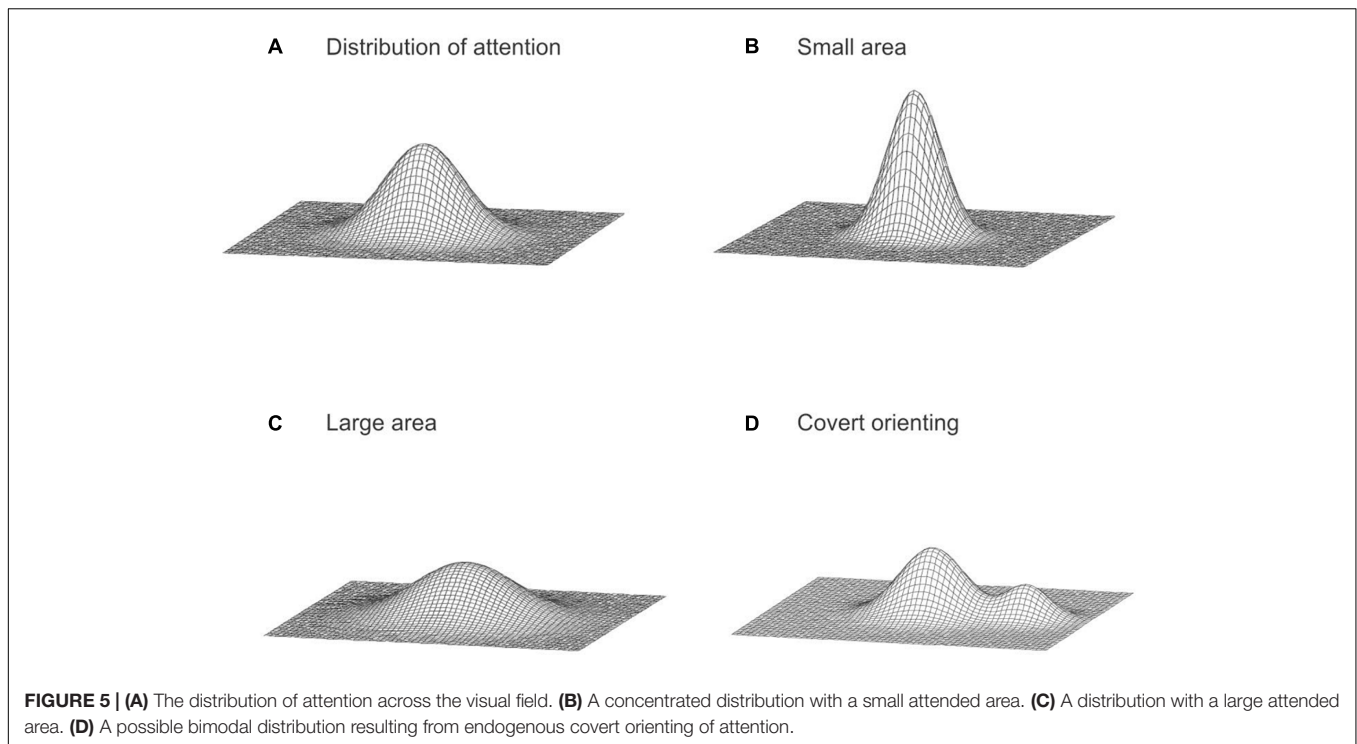 A Distribution of attention
B Small area
C Large area
D Covert orienting
FIGURE 5 | (A) The distribution of attention across the visual field. (B) A concentrated distribution with a small attended area. (C) A distribution with a large attended
area. (D) A possible bimodal distribution resulting from endogenous covert orienting of attention.